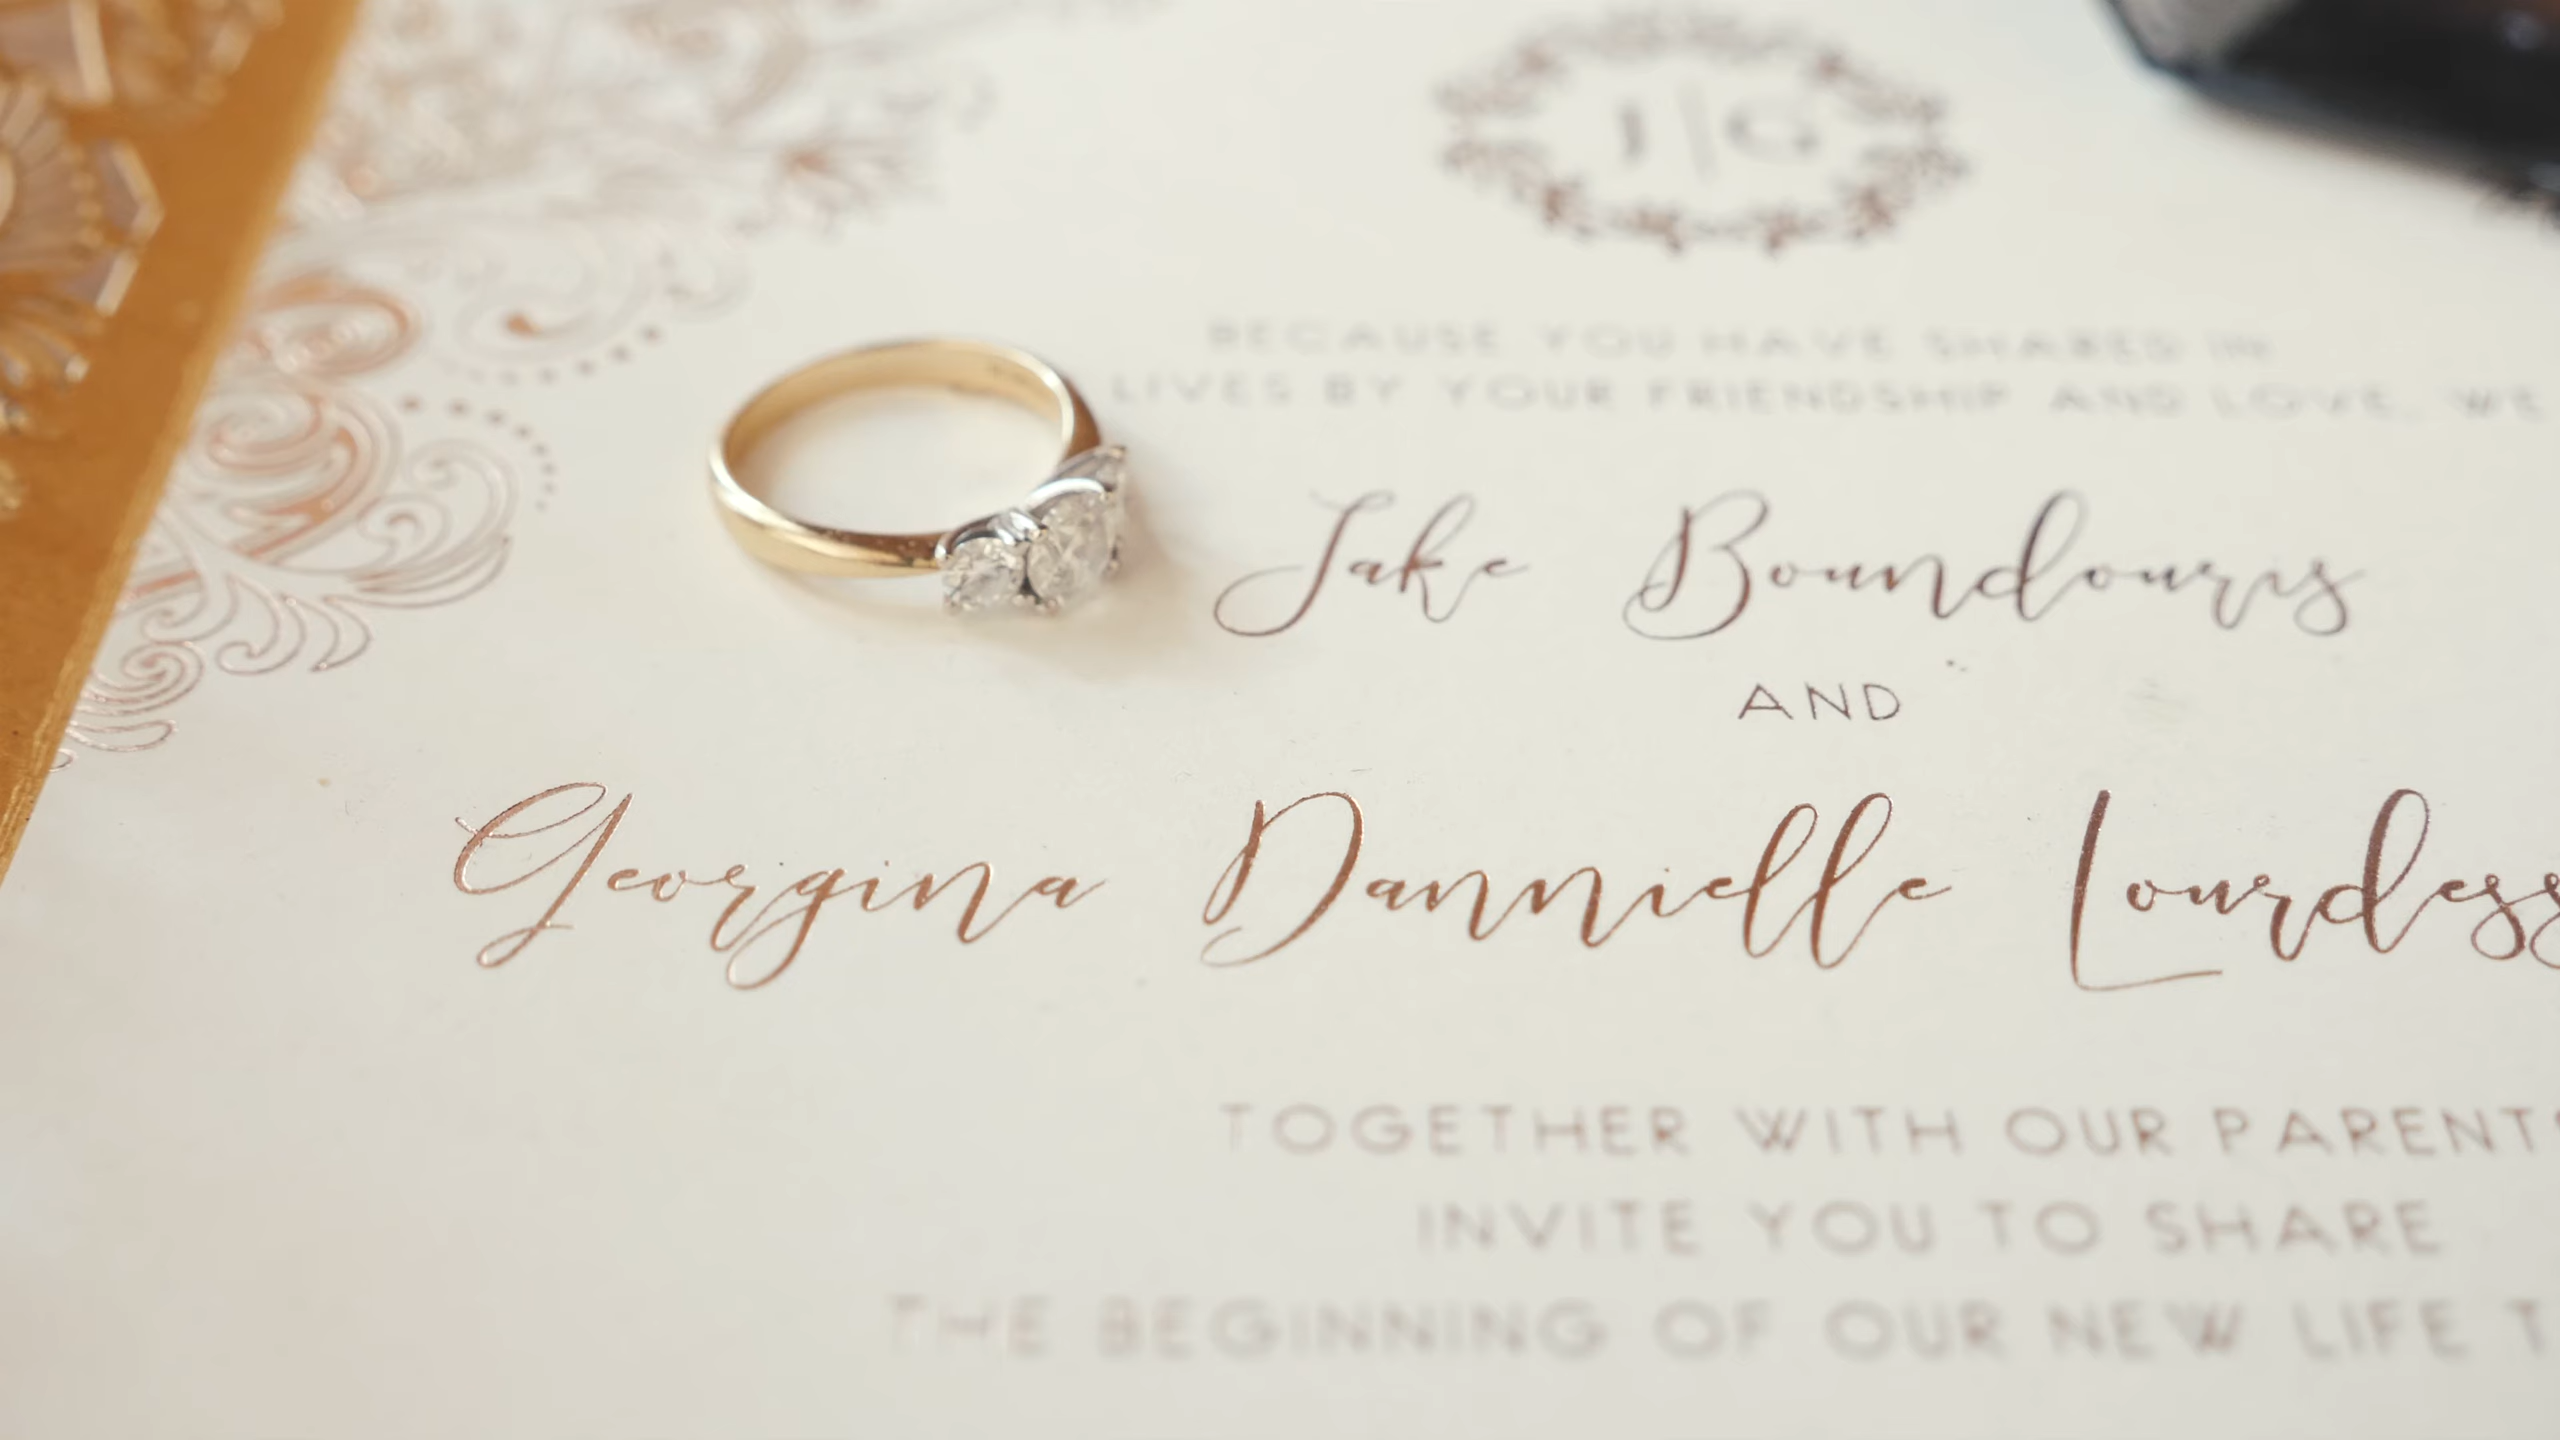 J | G
BECAUSE YOU HAVE SHARED IN
LIVES BY YOUR FRIENDSHIP AND LOVE, WE
Jake Boundouris
AND
Georgina Dannielle Lourdess
TOGETHER WITH OUR PARENTS
INVITE YOU TO SHARE
THE BEGINNING OF OUR NEW LIFE T